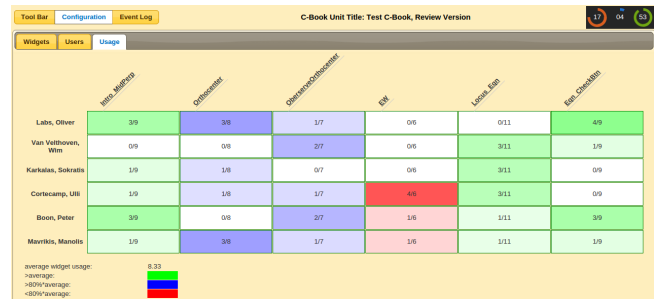 Tool Bar Configuration Event Log C-Book Unit Title: Test C-Book, Review Version 17 04 53
Widgets Users Usage
Intro_MidPerp Orthocenter OberserveOrthocenter EW Locus_Eqn Eqn_CheckBtn
Labs, Oliver 3/9 3/8 1/7 0/6 0/11 4/9
Van Velthoven, Wim 0/9 0/8 2/7 0/6 3/11 1/9
Karkalas, Sokratis 1/9 1/8 0/7 0/6 3/11 0/9
Cortecamp, Ulli 1/9 1/8 1/7 4/6 3/11 0/9
Boon, Peter 3/9 0/8 2/7 1/6 1/11 3/9
Mavrikis, Manolis 1/9 3/8 1/7 1/6 1/11 1/9
average widget usage: 8.33
>average:
>80%*average:
<80%*average: